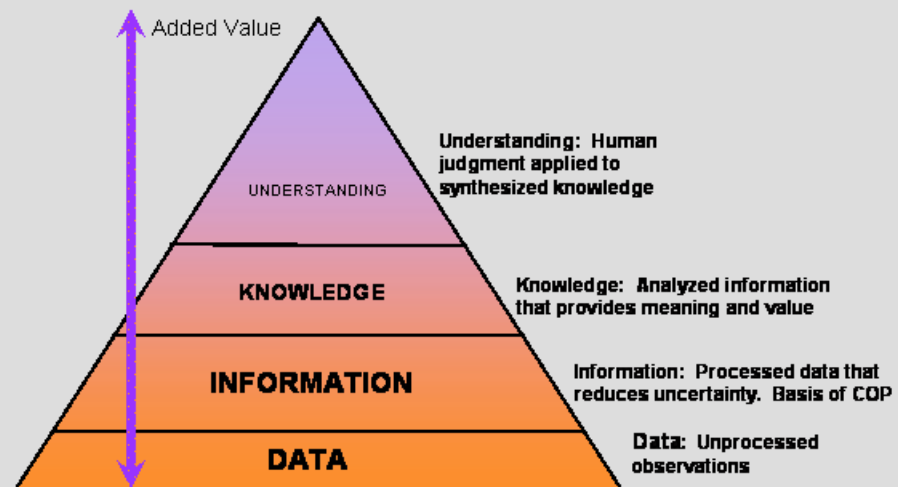 Added Value
Understanding: Human
judgment applied to
synthesized knowledge
UNDERSTANDING
KNOWLEDGE
Knowledge: Analyzed information
that provides meaning and value
INFORMATION
Information: Processed data that
reduces uncertainty. Basis of COP
DATA
Data: Unprocessed
observations